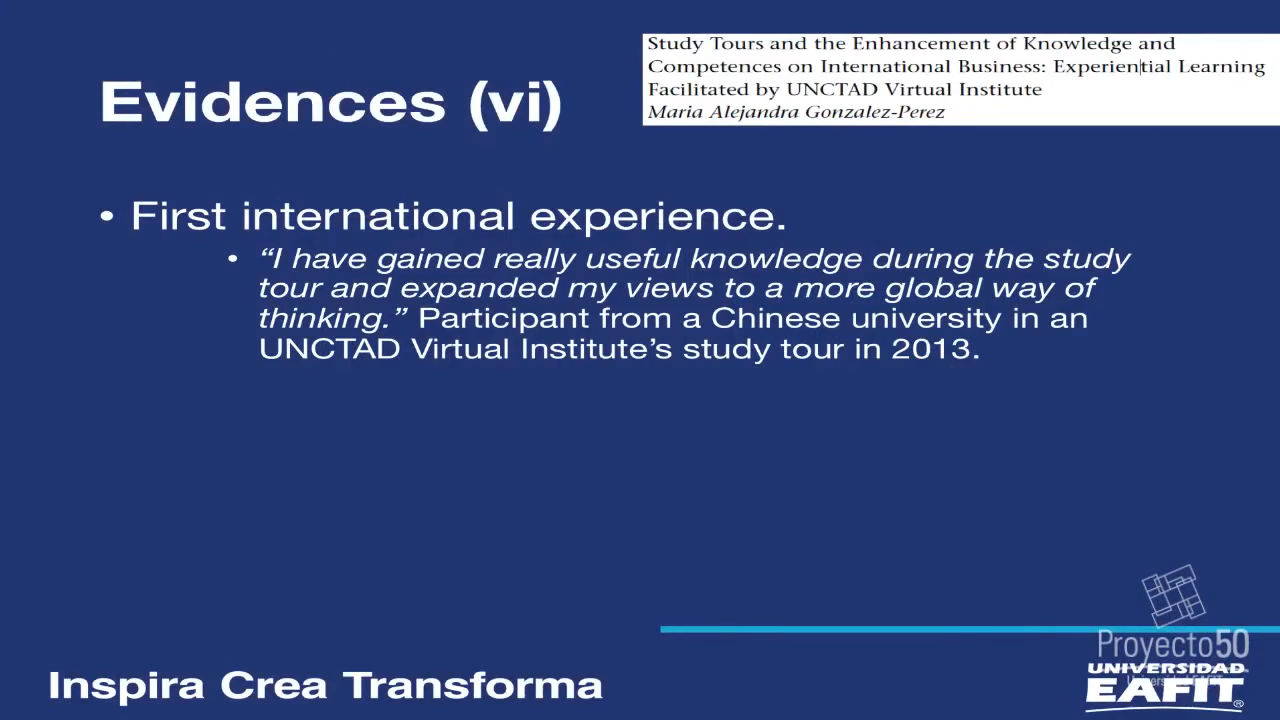 Study Tours and the Enhancement of Knowledge and
Competences on International Business: Experiential Learning
Facilitated by UNCTAD Virtual Institute
Maria Alejandra Gonzalez-Perez
Evidences (vi)
• First international experience.
• “I have gained really useful knowledge during the study
tour and expanded my views to a more global way of
thinking.” Participant from a Chinese university in an
UNCTAD Virtual Institute’s study tour in 2013.
Proyecto50
UNIVERSIDAD
Universidad EAFIT
EAFIT®
Inspira Crea Transforma